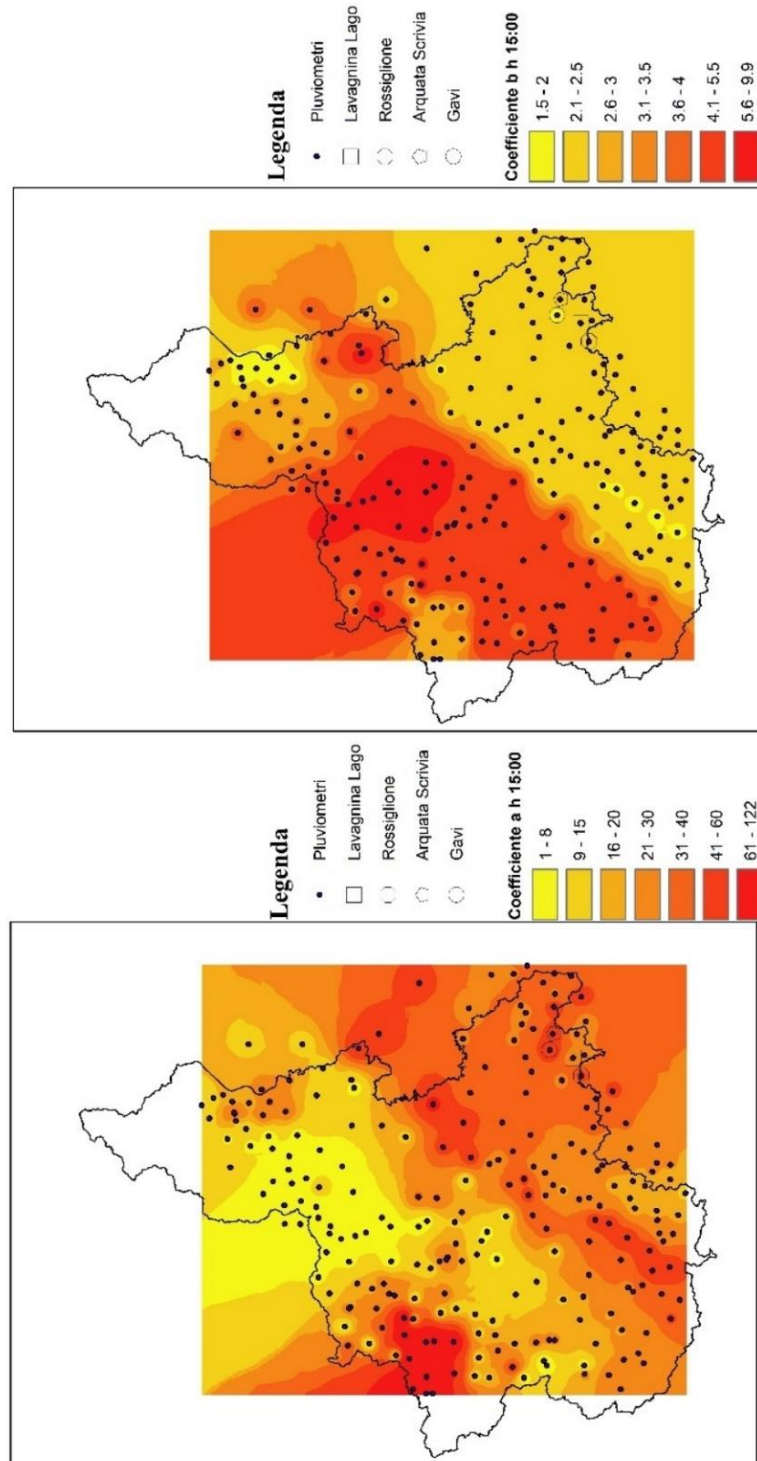 Legenda
Pluviometri
Lavagnina Lago
Rossiglione
Arquata Scrivia
Gavi
Coefficiente b h 15:00
1.5 - 2
2.1 - 2.5
2.6 - 3
3.1 - 3.5
3.6 - 4
4.1 - 5.5
5.6 - 9.9
Legenda
Pluviometri
Lavagnina Lago
Rossiglione
Arquata Scrivia
Gavi
Coefficiente a h 15:00
1 - 8
9 - 15
16 - 20
21 - 30
31 - 40
41 - 60
61 - 122